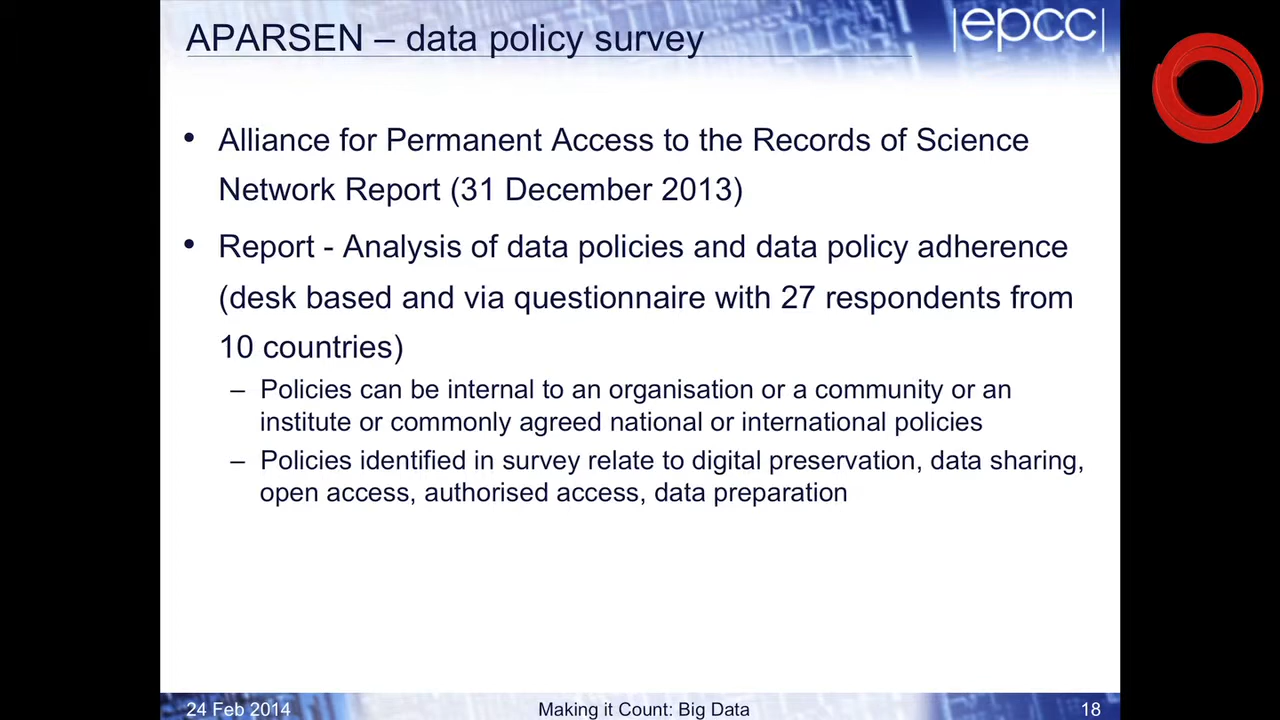 APARSEN – data policy survey
|epcc|
• Alliance for Permanent Access to the Records of Science
Network Report (31 December 2013)
• Report - Analysis of data policies and data policy adherence
(desk based and via questionnaire with 27 respondents from
10 countries)
– Policies can be internal to an organisation or a community or an
institute or commonly agreed national or international policies
– Policies identified in survey relate to digital preservation, data sharing,
open access, authorised access, data preparation
24 Feb 2014
Making it Count: Big Data
18